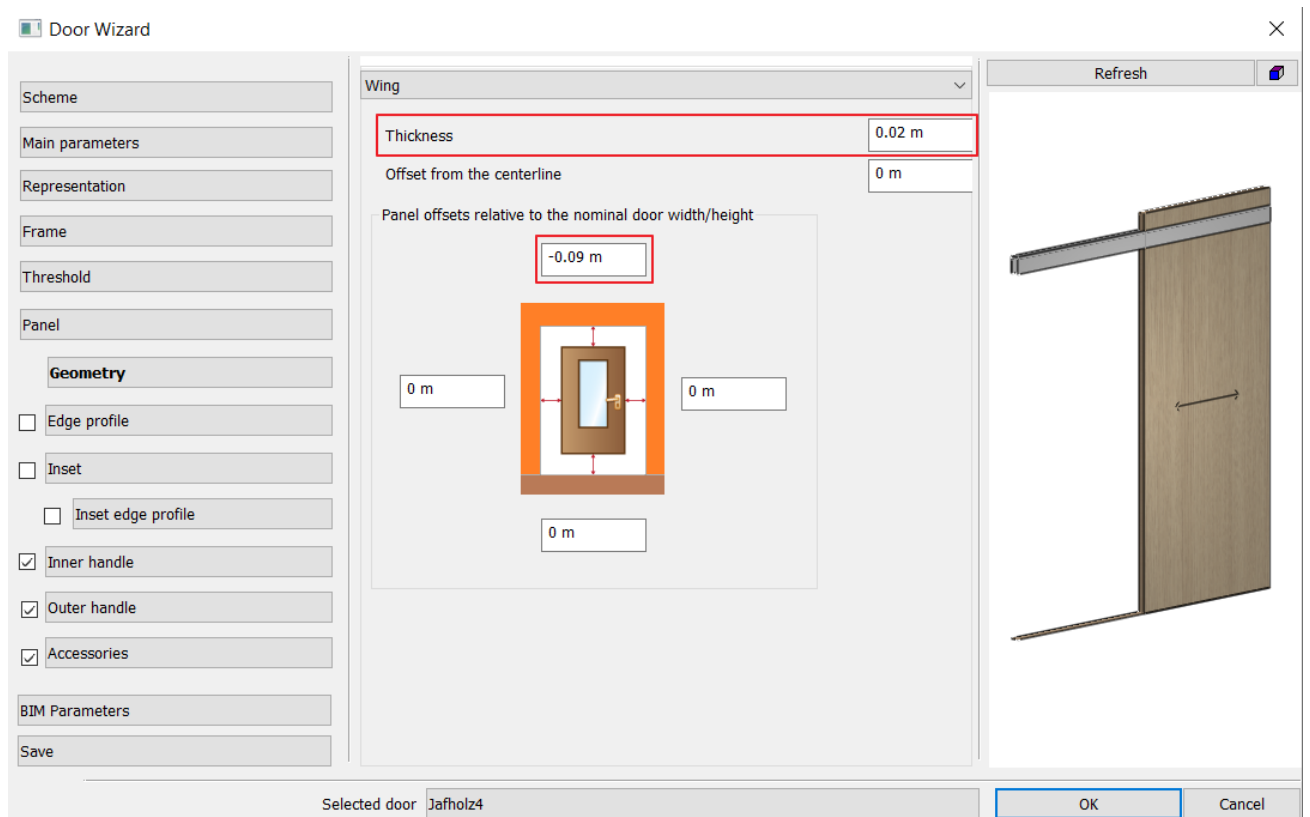 Door Wizard
Scheme
Main parameters
Representation
Frame
Threshold
Panel
Geometry
Edge profile
Inset
Inset edge profile
Inner handle
Outer handle
Accessories
BIM Parameters
Save
Wing
Thickness 0.02 m
Offset from the centerline 0 m
Panel offsets relative to the nominal door width/height
-0.09 m
0 m 0 m
0 m
Refresh
Selected door Jafholz4
OK Cancel